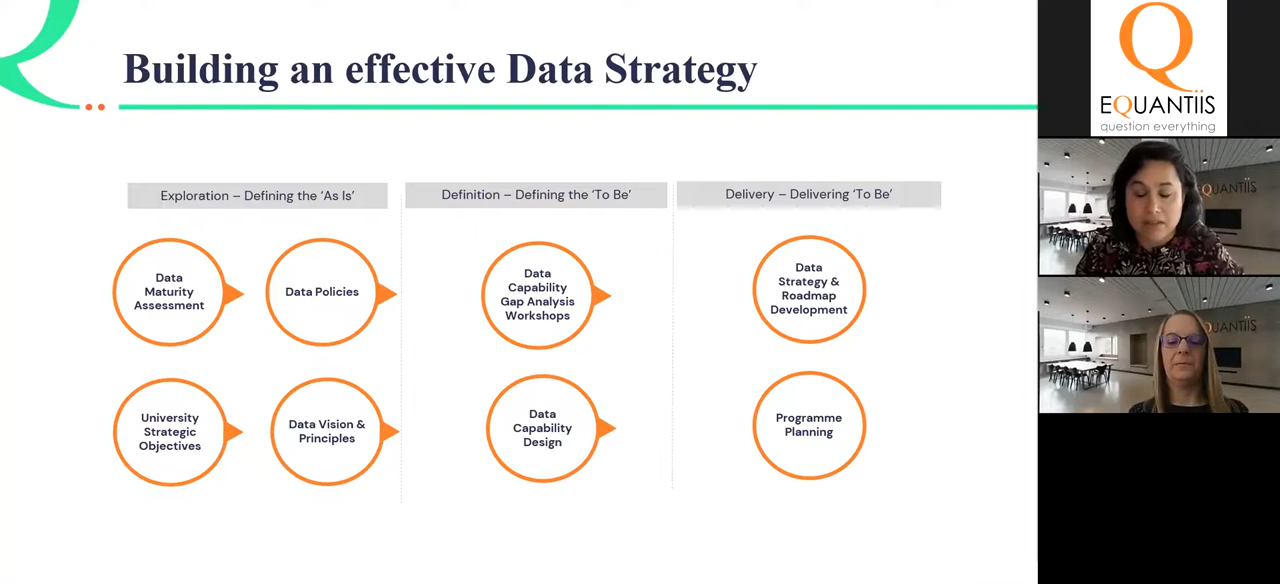 Building an effective Data Strategy
Exploration – Defining the ‘As Is’
Definition – Defining the ‘To Be’
Delivery – Delivering ‘To Be’
Data
Maturity
Assessment
Data Policies
Data
Capability
Gap Analysis
Workshops
Data
Strategy &
Roadmap
Development
University
Strategic
Objectives
Data Vision &
Principles
Data
Capability
Design
Programme
Planning
EQUANTIIS
question everything
QUANTIIS
QUANTIIS